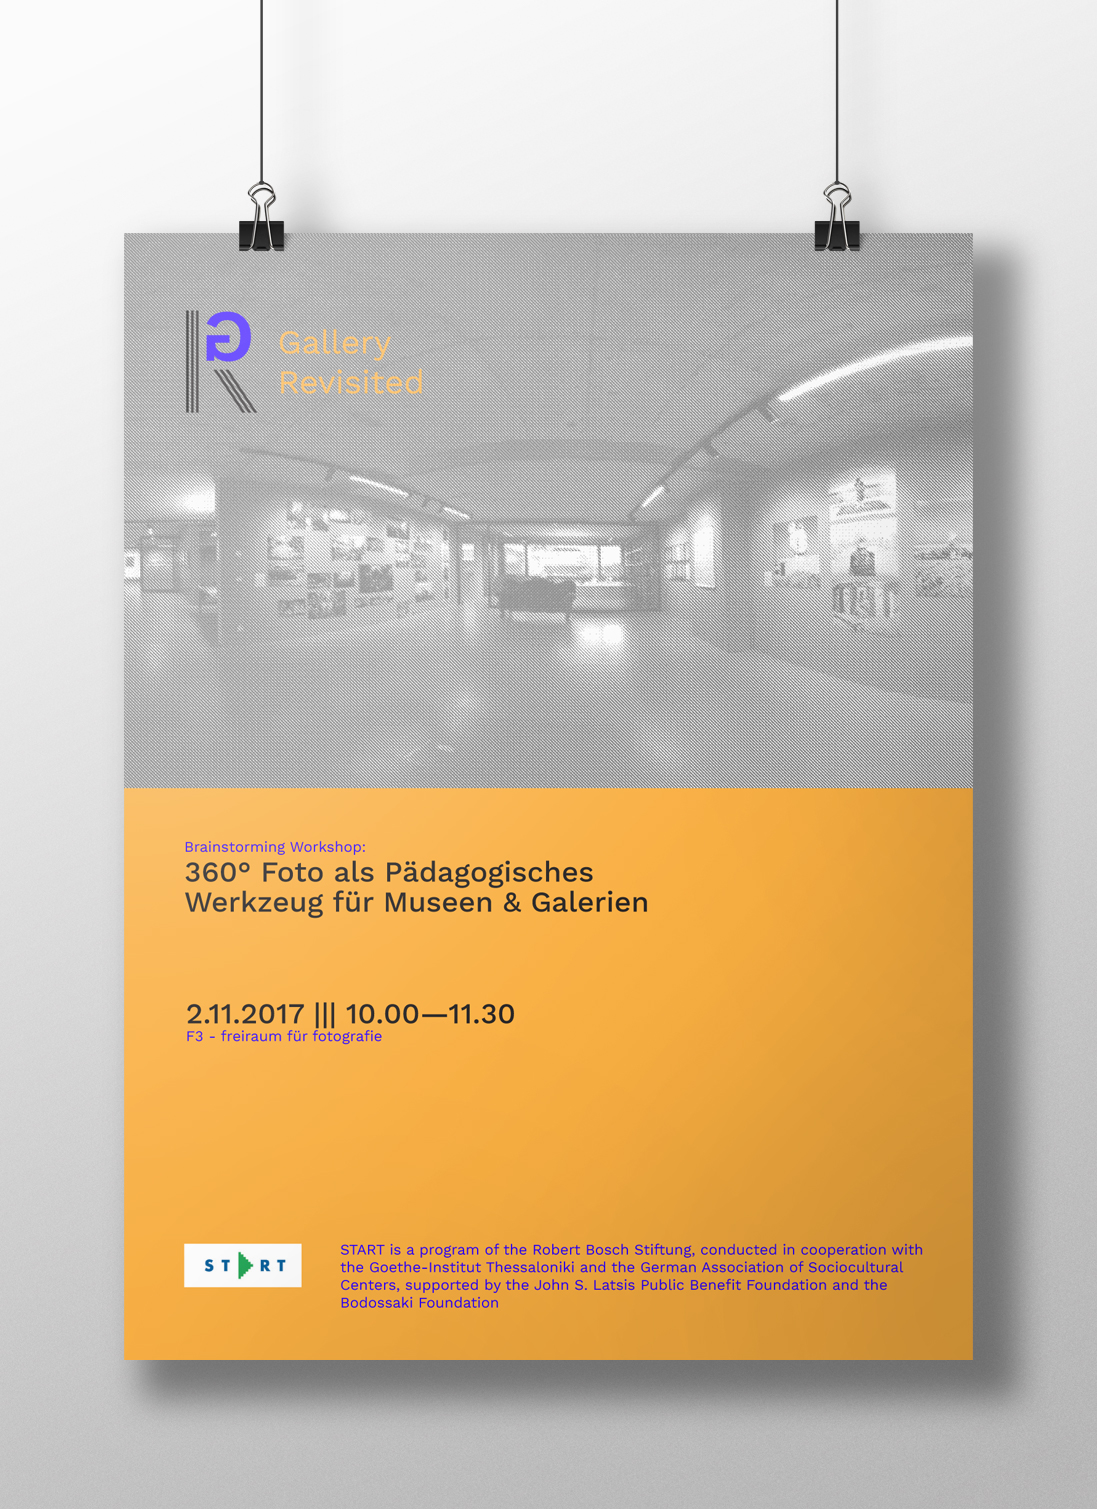 Gallery
Revisited
Brainstorming Workshop:
360° Foto als Pädagogisches
Werkzeug für Museen & Galerien
2.11.2017 ||| 10.00—11.30
F3 - freiraum für fotografie
START
START is a program of the Robert Bosch Stiftung, conducted in cooperation with
the Goethe-Institut Thessaloniki and the German Association of Sociocultural
Centers, supported by the John S. Latsis Public Benefit Foundation and the
Bodossaki Foundation